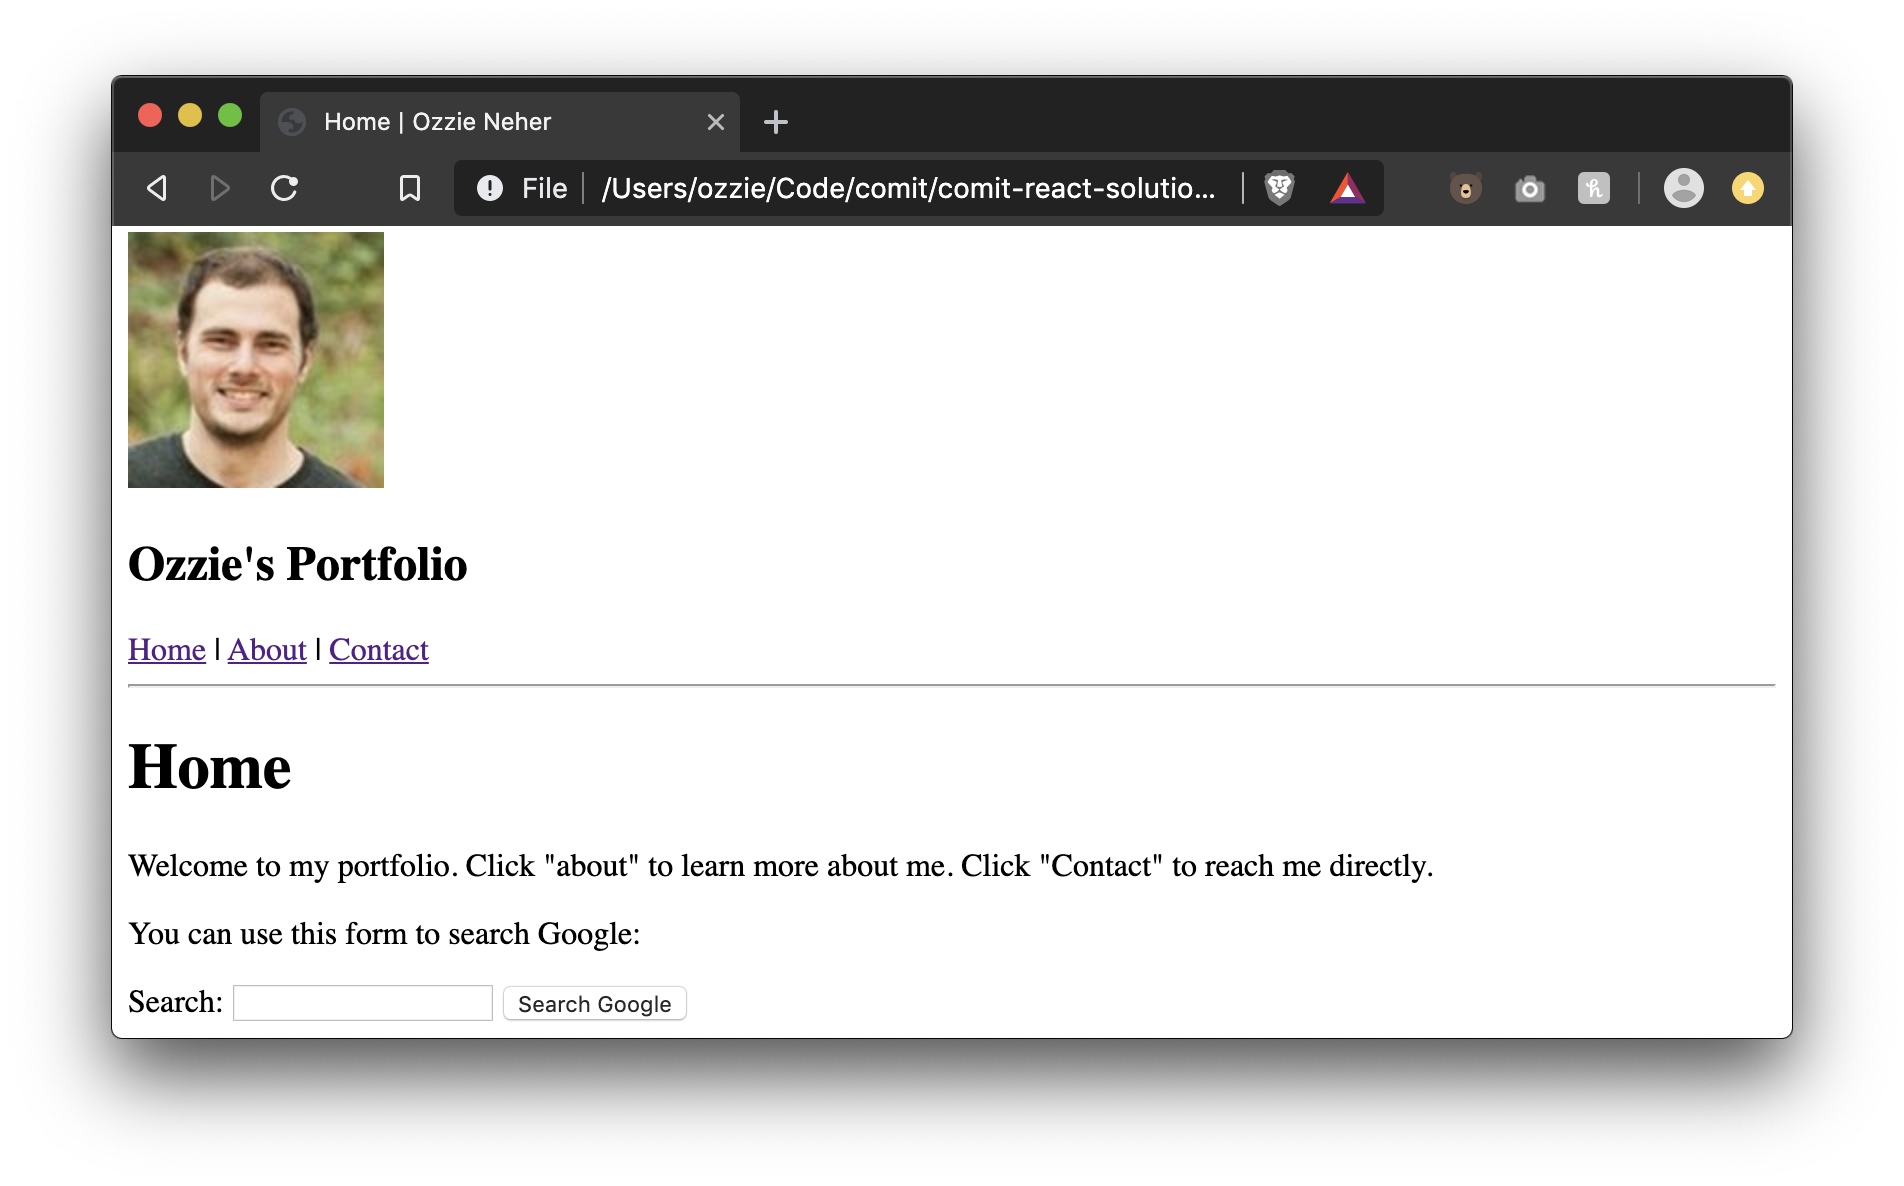 Home | Ozzie Neher
File | /Users/ozzie/Code/comit/comit-react-solutio...
Ozzie's Portfolio
Home | About | Contact
Home
Welcome to my portfolio. Click "about" to learn more about me. Click "Contact" to reach me directly.
You can use this form to search Google:
Search: Search Google